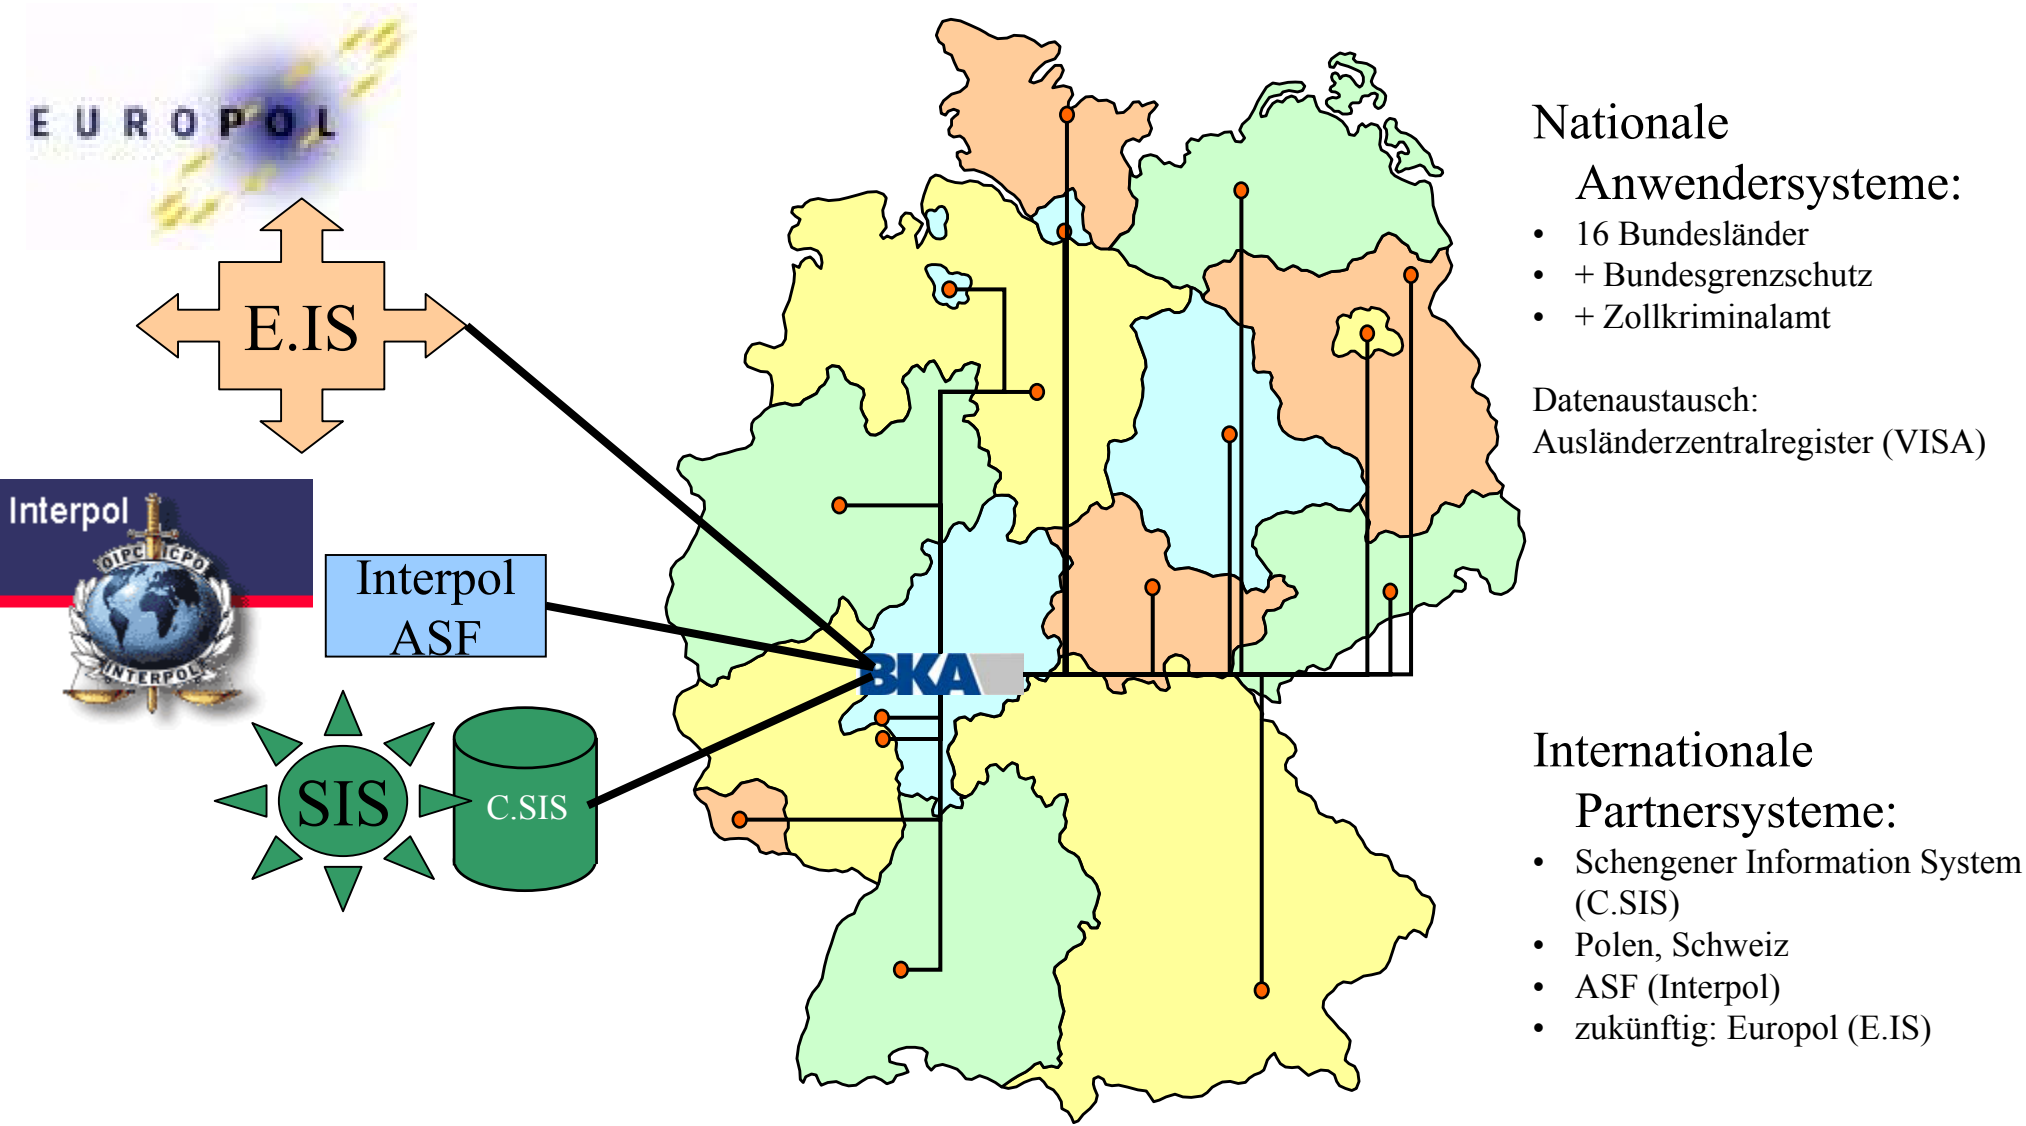 EUROPOL
E.IS
Interpol
OIPC ICPO
INTERPOL
Interpol
ASF
SIS
C.SIS
BKA
Nationale
Anwendersysteme:
• 16 Bundesländer
• + Bundesgrenzschutz
• + Zollkriminalamt
Datenaustausch:
Ausländerzentralregister (VISA)
Internationale
Partnersysteme:
• Schengener Information System
(C.SIS)
• Polen, Schweiz
• ASF (Interpol)
• zukünftig: Europol (E.IS)